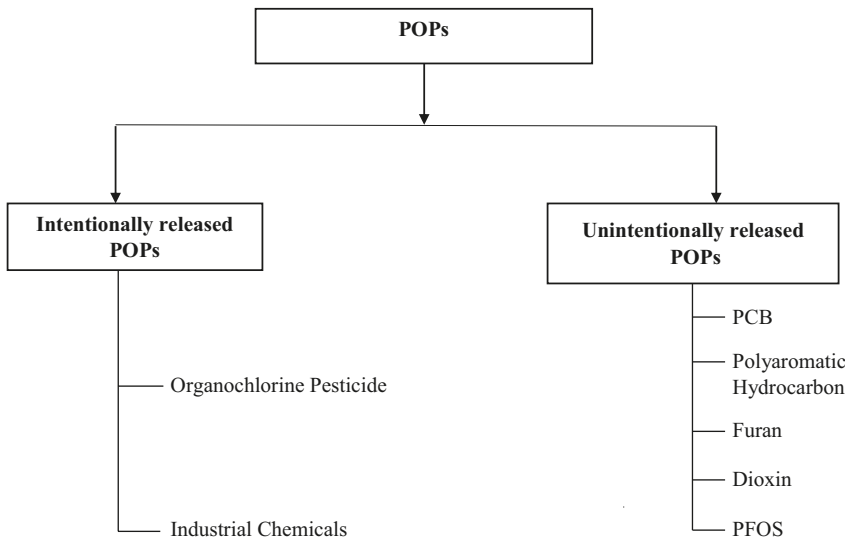 POPs
Intentionally released
POPs
Organochlorine Pesticide
Industrial Chemicals
Unintentionally released
POPs
PCB
Polyaromatic
Hydrocarbon
Furan
Dioxin
PFOS